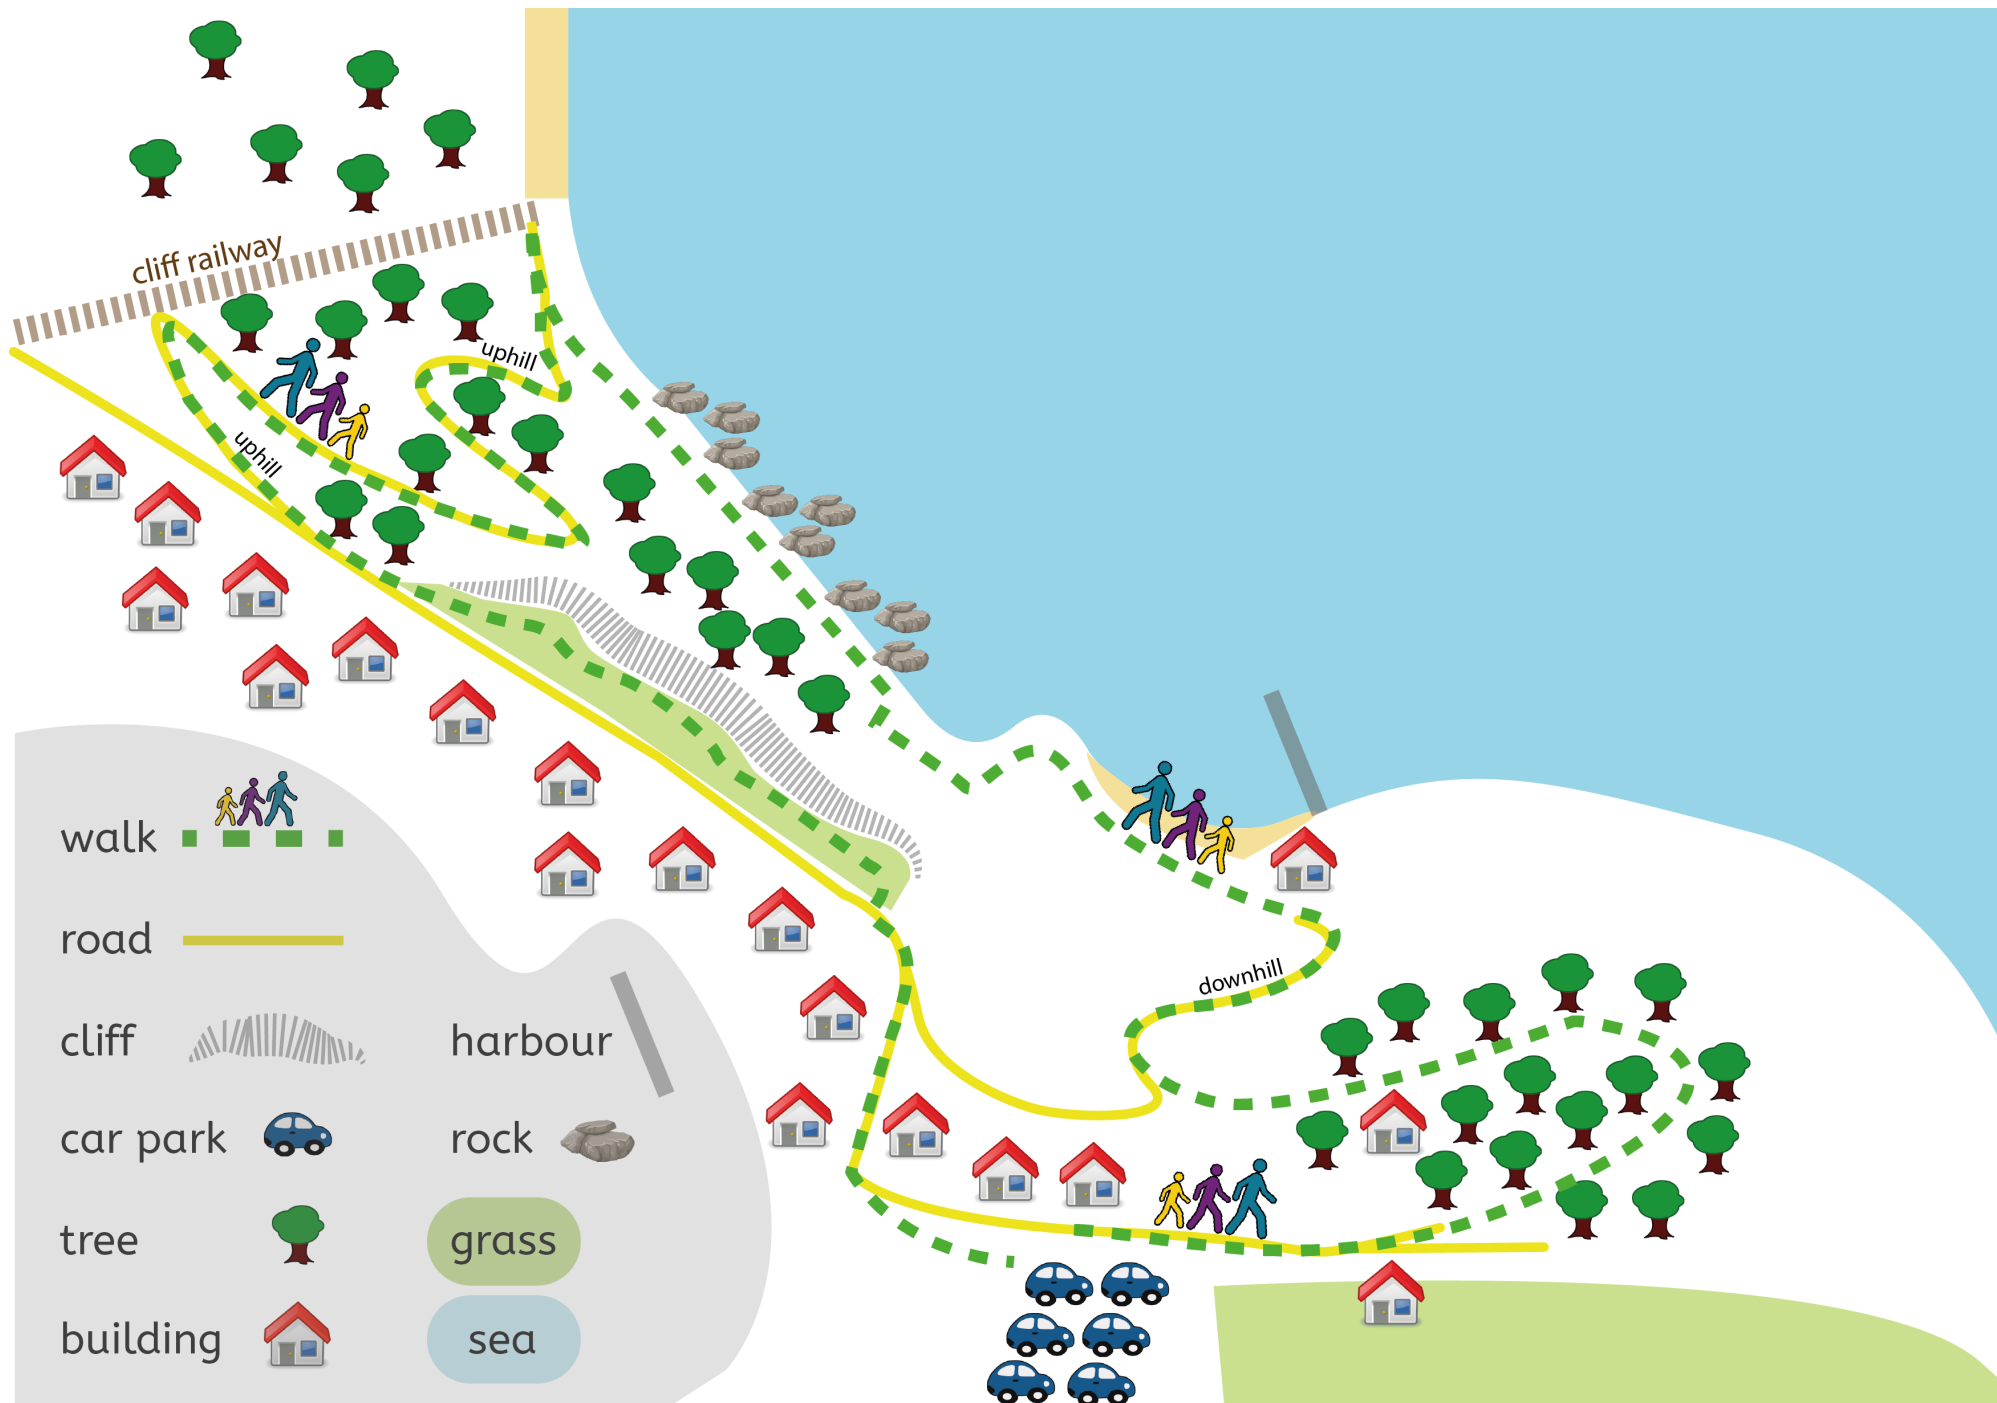 cliff railway
uphill
uphill
downhill
walk
road
cliff
harbour
car park
rock
tree
grass
building
sea